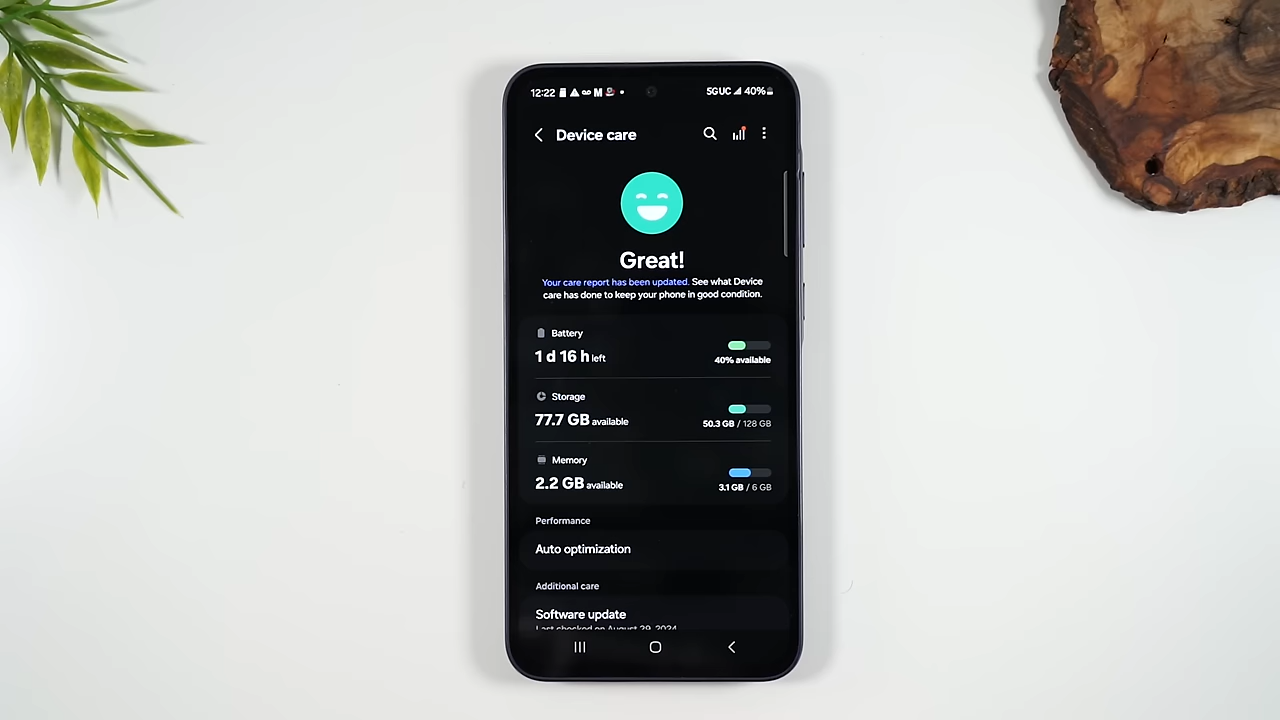 12:22 M 5G UC 40%
Device care
Great!
Your care report has been updated. See what Device
care has done to keep your phone in good condition.
Battery
1 d 16 h left
40% available
Storage
77.7 GB available
50.3 GB / 128 GB
Memory
2.2 GB available
3.1 GB / 6 GB
Performance
Auto optimization
Additional care
Software update
Last checked on August 29, 2024